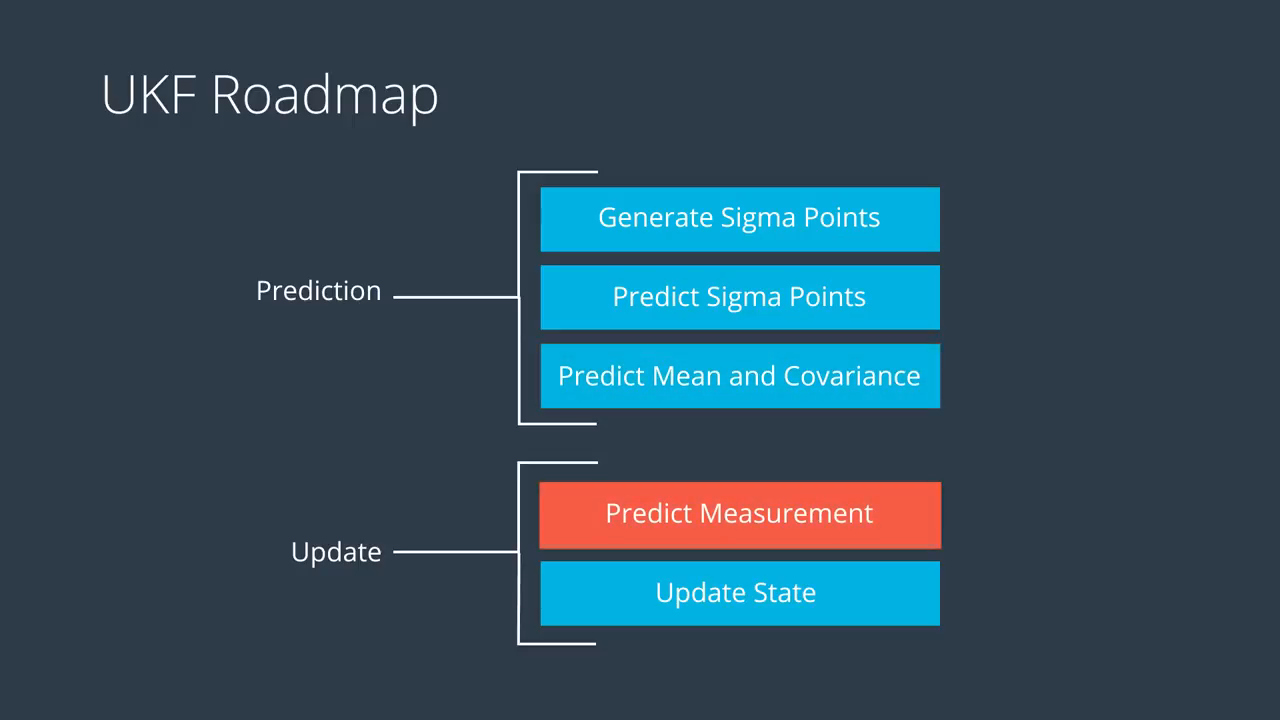 UKF Roadmap
Prediction
Generate Sigma Points
Predict Sigma Points
Predict Mean and Covariance
Update
Predict Measurement
Update State